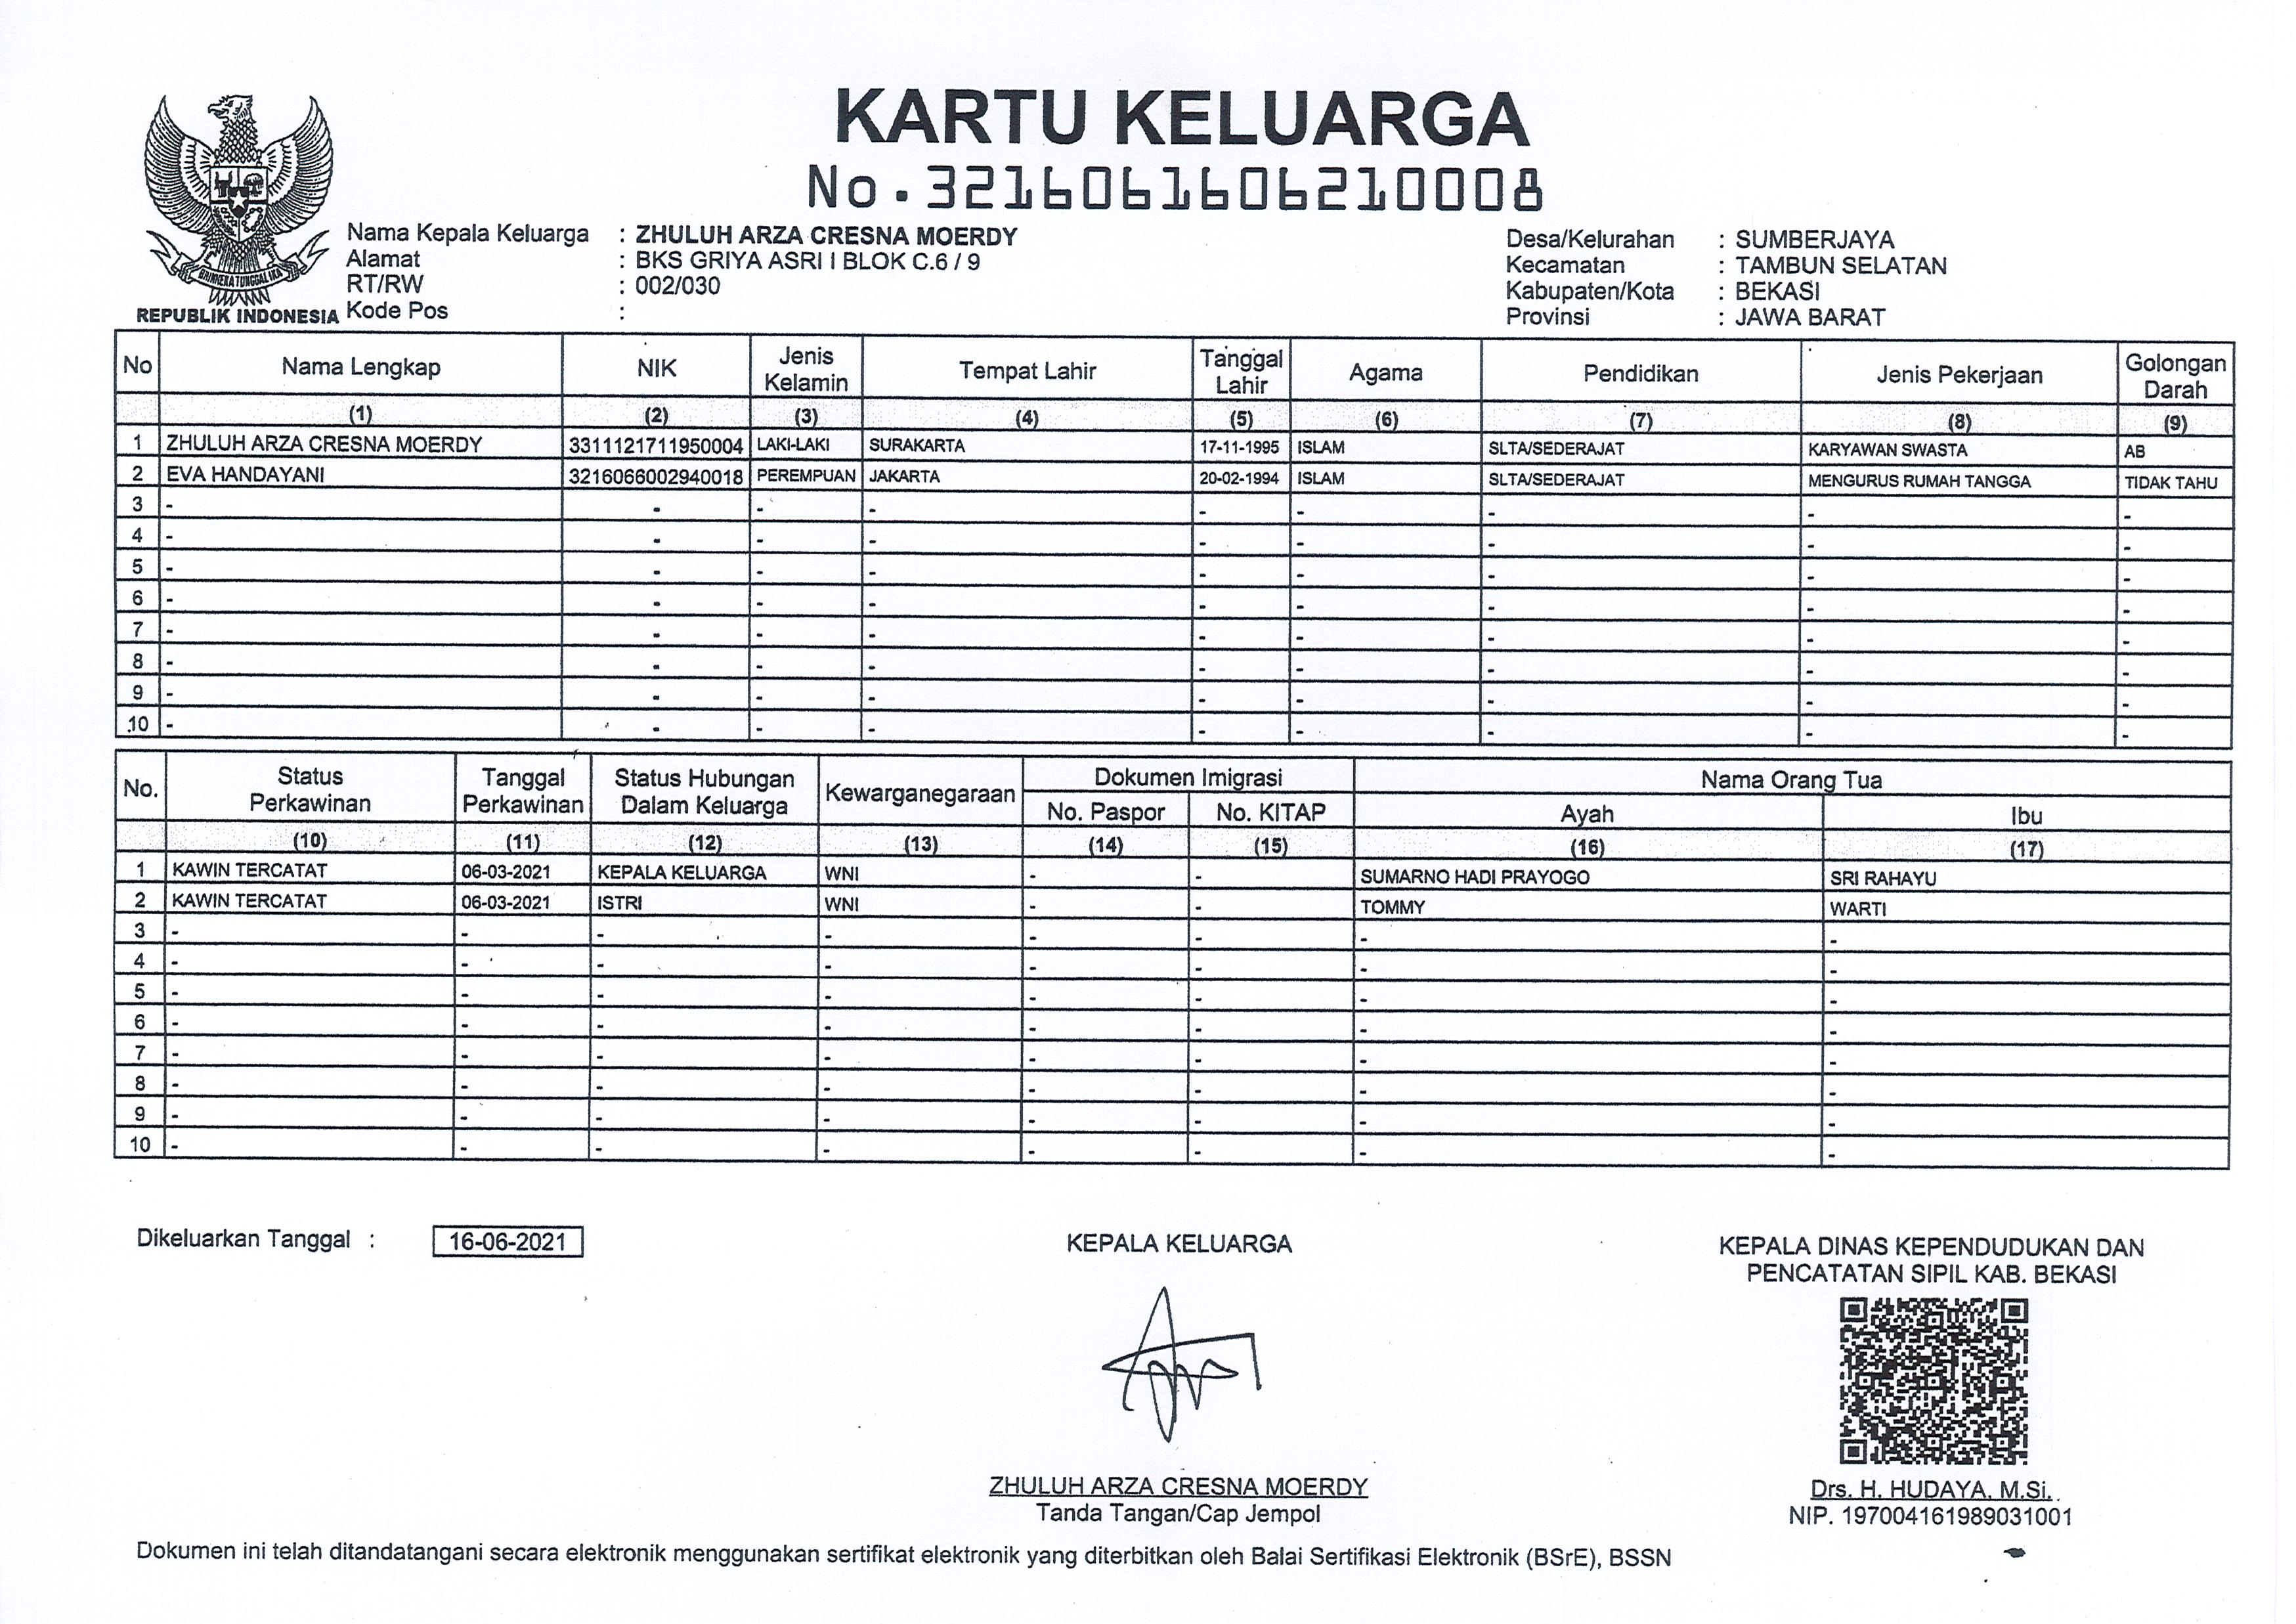 KARTU KELUARGA
No.3216061606210008
BHINNEKA TUNGGAL IKA
REPUBLIK INDONESIA
Nama Kepala Keluarga : ZHULUH ARZA CRESNA MOERDY
Alamat : BKS GRIYA ASRI I BLOK C.6 / 9
RT/RW : 002/030
Kode Pos :
Desa/Kelurahan : SUMBERJAYA
Kecamatan : TAMBUN SELATAN
Kabupaten/Kota : BEKASI
Provinsi : JAWA BARAT
No Nama Lengkap NIK Jenis Kelamin Tempat Lahir Tanggal Lahir Agama Pendidikan Jenis Pekerjaan Golongan Darah
(1) (2) (3) (4) (5) (6) (7) (8) (9)
1 ZHULUH ARZA CRESNA MOERDY 3311121711950004 LAKI-LAKI SURAKARTA 17-11-1995 ISLAM SLTA/SEDERAJAT KARYAWAN SWASTA AB
2 EVA HANDAYANI 3216066002940018 PEREMPUAN JAKARTA 20-02-1994 ISLAM SLTA/SEDERAJAT MENGURUS RUMAH TANGGA TIDAK TAHU
3 - - - - - - - - -
4 - - - - - - - - -
5 - - - - - - - - -
6 - - - - - - - - -
7 - - - - - - - - -
8 - - - - - - - - -
9 - - - - - - - - -
10 - - - - - - - - -
No. Status Perkawinan Tanggal Perkawinan Status Hubungan Dalam Keluarga Kewarganegaraan Dokumen Imigrasi Nama Orang Tua
No. Paspor No. KITAP Ayah Ibu
(10) (11) (12) (13) (14) (15) (16) (17)
1 KAWIN TERCATAT 06-03-2021 KEPALA KELUARGA WNI - - SUMARNO HADI PRAYOGO SRI RAHAYU
2 KAWIN TERCATAT 06-03-2021 ISTRI WNI - - TOMMY WARTI
3 - - - - - - - -
4 - - - - - - - -
5 - - - - - - - -
6 - - - - - - - -
7 - - - - - - - -
8 - - - - - - - -
9 - - - - - - - -
10 - - - - - - - -
Dikeluarkan Tanggal : 16-06-2021
KEPALA KELUARGA
ZHULUH ARZA CRESNA MOERDY
Tanda Tangan/Cap Jempol
KEPALA DINAS KEPENDUDUKAN DAN
PENCATATAN SIPIL KAB. BEKASI
Drs. H. HUDAYA, M.Si.
NIP. 197004161989031001
Dokumen ini telah ditandatangani secara elektronik menggunakan sertifikat elektronik yang diterbitkan oleh Balai Sertifikasi Elektronik (BSrE), BSSN